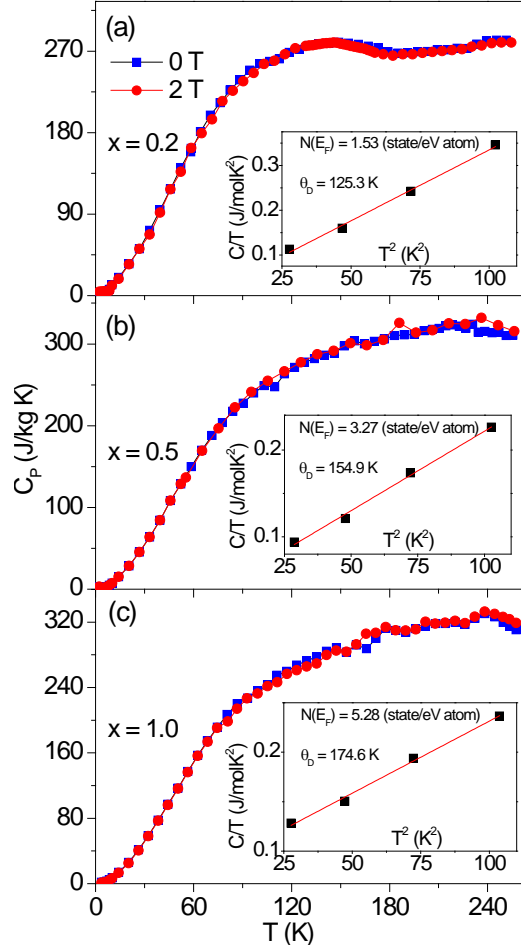 (a)
0 T
2 T
x = 0.2
270
180
90
0
N(E_F) = 1.53 (state/eV atom)
θ_D = 125.3 K
C/T (J/molK²)
0.3
0.2
0.1
25 50 75 100
T² (K²)
(b)
x = 0.5
300
200
100
0
C_P (J/kg K)
N(E_F) = 3.27 (state/eV atom)
θ_D = 154.9 K
C/T (J/molK²)
0.2
0.1
25 50 75 100
T² (K²)
(c)
x = 1.0
320
240
160
80
0
N(E_F) = 5.28 (state/eV atom)
θ_D = 174.6 K
C/T (J/molK²)
0.2
0.1
25 50 75 100
T² (K²)
0 60 120 180 240
T (K)